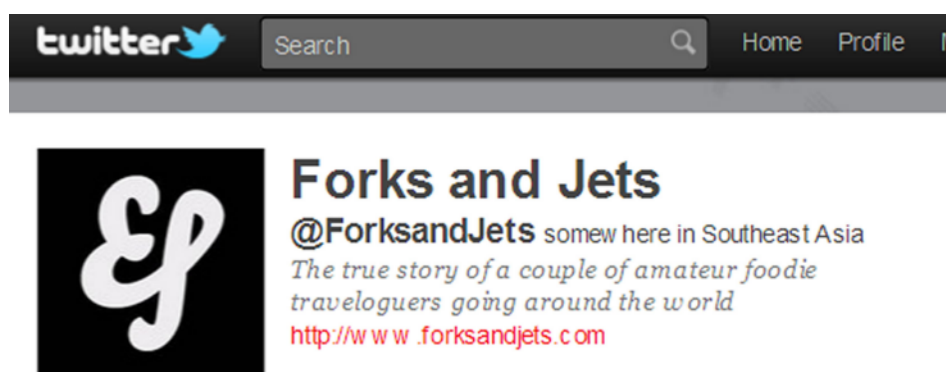 twitter Search Home Profile
Forks and Jets
@ForksandJets somewhere in Southeast Asia
The true story of a couple of amateur foodie
traveloguers going around the world
http://www.forksandjets.com